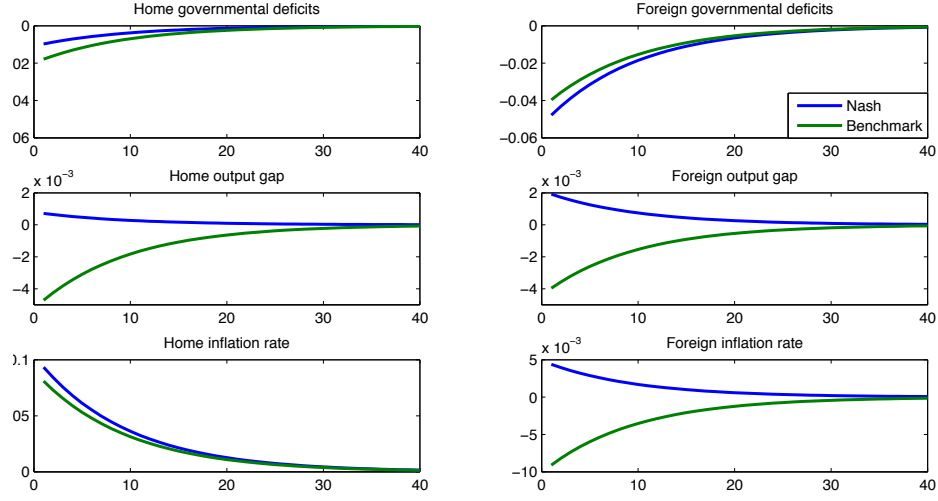 Home governmental deficits
0
02
04
06
0 10 20 30 40
Foreign governmental deficits
0
−0.02
−0.04
−0.06
0 10 20 30 40
Nash
Benchmark
Home output gap
x 10⁻³
2
0
−2
−4
0 10 20 30 40
Foreign output gap
x 10⁻³
2
0
−2
−4
0 10 20 30 40
Home inflation rate
0.1
05
0
0 10 20 30 40
Foreign inflation rate
x 10⁻³
5
0
−5
−10
0 10 20 30 40